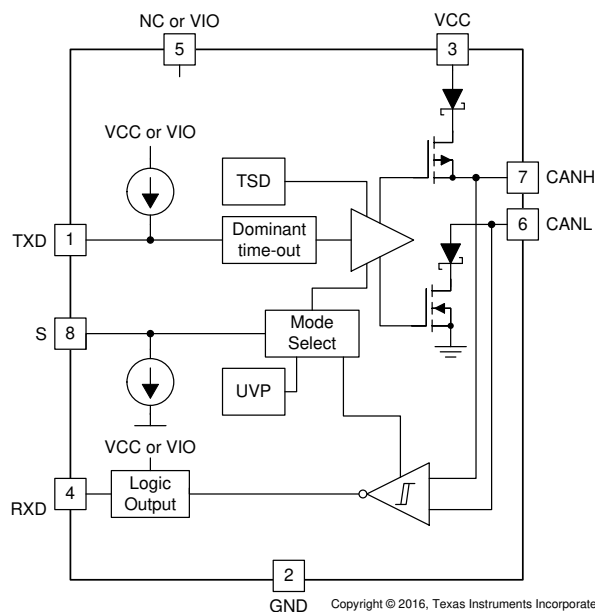 NC or VIO
VCC
5
3
VCC or VIO
TSD
7
CANH
TXD
1
Dominant
time-out
6
CANL
S
8
Mode
Select
UVP
VCC or VIO
RXD
4
Logic
Output
2
GND
Copyright © 2016, Texas Instruments Incorporate